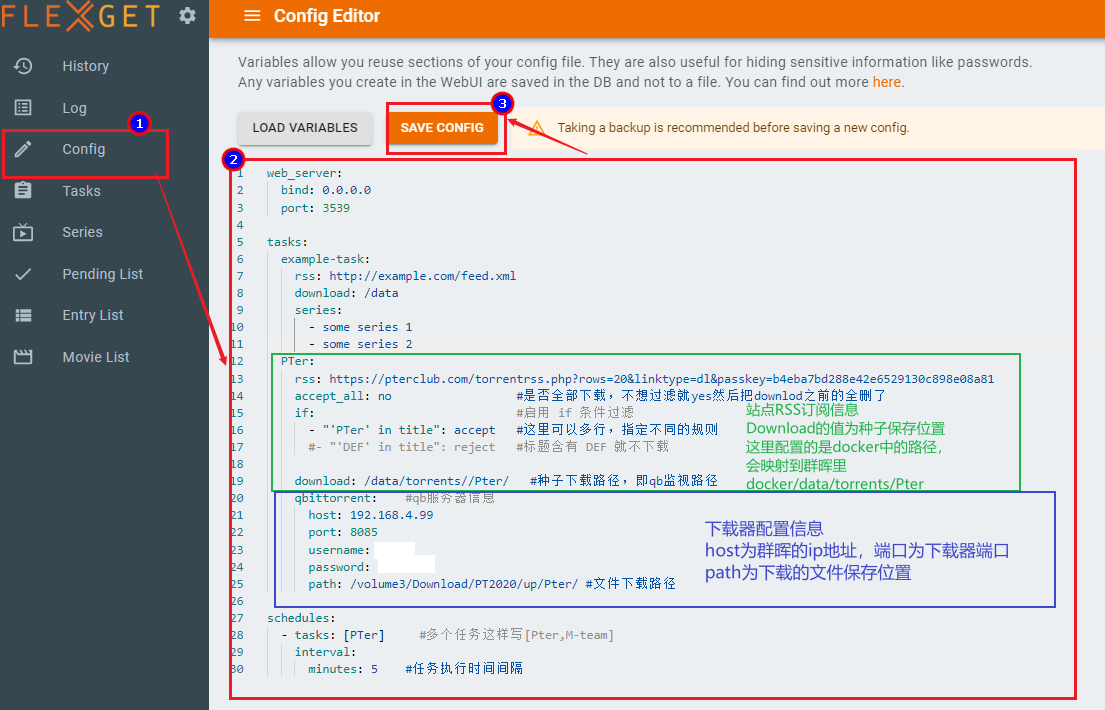 FLEXGET
Config Editor
History
Log
Config
Tasks
Series
Pending List
Entry List
Movie List
Variables allow you reuse sections of your config file. They are also useful for hiding sensitive information like passwords.
Any variables you create in the WebUI are saved in the DB and not to a file. You can find out more here.
LOAD VARIABLES
SAVE CONFIG
Taking a backup is recommended before saving a new config.
1
2
3
1 web_server:
2 bind: 0.0.0.0
3 port: 3539
4
5 tasks:
6 example-task:
7 rss: http://example.com/feed.xml
8 download: /data
9 series:
10 - some series 1
11 - some series 2
12 PTer:
13 rss: https://pterclub.com/torrentrss.php?rows=20&linktype=dl&passkey=b4eba7bd288e42e6529130c898e08a81
14 accept_all: no #是否全部下载，不想过滤就yes然后把downlod之前的全删了
15 if: #启用 if 条件过滤
16 - "'PTer' in title": accept #这里可以多行，指定不同的规则
17 #- "'DEF' in title": reject #标题含有 DEF 就不下载
18
19 download: /data/torrents//Pter/ #种子下载路径，即qb监视路径
20 qbittorrent: #qb服务器信息
21 host: 192.168.4.99
22 port: 8085
23 username:
24 password:
25 path: /volume3/Download/PT2020/up/Pter/ #文件下载路径
26
27 schedules:
28 - tasks: [PTer] #多个任务这样写[Pter,M-team]
29 interval:
30 minutes: 5 #任务执行时间间隔
站点RSS订阅信息
Download的值为种子保存位置
这里配置的是docker中的路径，
会映射到群晖里
docker/data/torrents/Pter
下载器配置信息
host为群晖的ip地址，端口为下载器端口
path为下载的文件保存位置